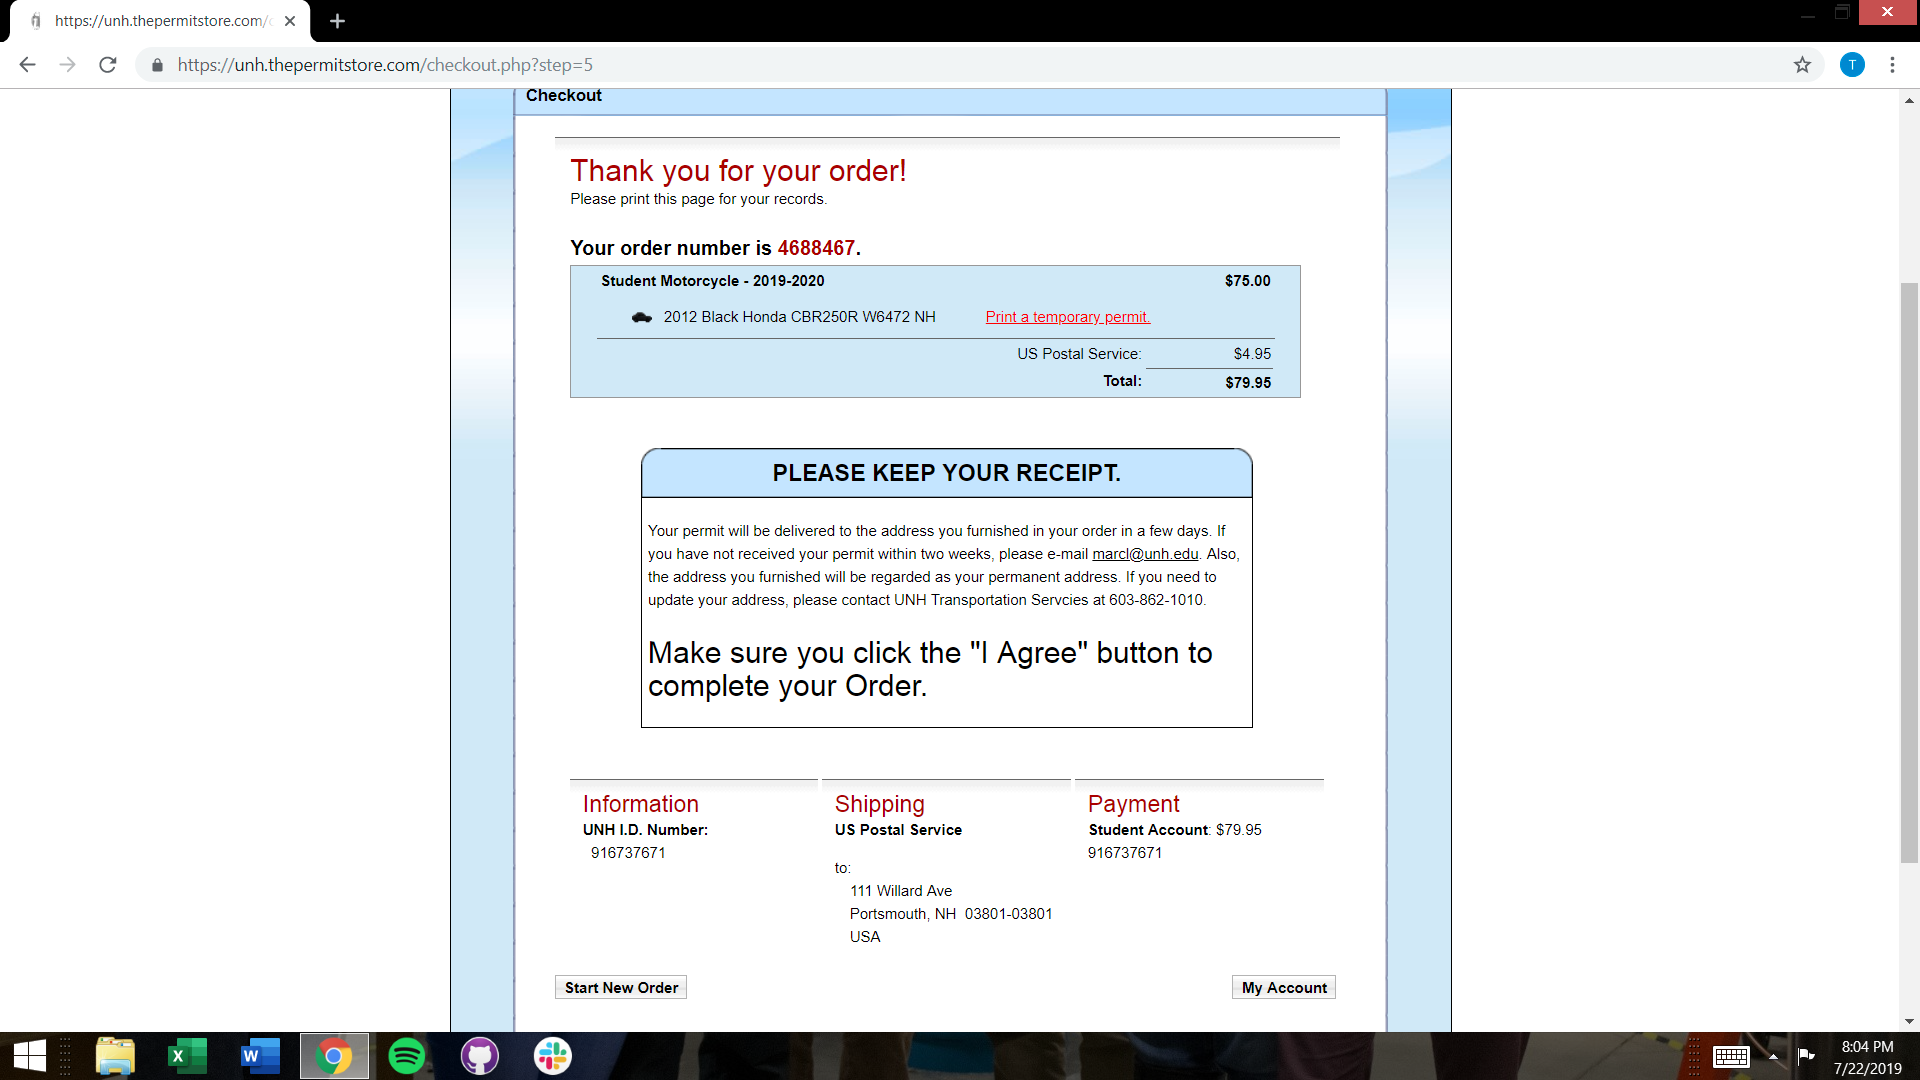 https://unh.thepermitstore.com/
https://unh.thepermitstore.com/checkout.php?step=5
T
Checkout
Thank you for your order!
Please print this page for your records.
Your order number is 4688467.
Student Motorcycle - 2019-2020 $75.00
2012 Black Honda CBR250R W6472 NH Print a temporary permit.
US Postal Service: $4.95
Total: $79.95
PLEASE KEEP YOUR RECEIPT.
Your permit will be delivered to the address you furnished in your order in a few days. If
you have not received your permit within two weeks, please e-mail marcl@unh.edu. Also,
the address you furnished will be regarded as your permanent address. If you need to
update your address, please contact UNH Transportation Servcies at 603-862-1010.
Make sure you click the "I Agree" button to
complete your Order.
Information
UNH I.D. Number:
916737671
Shipping
US Postal Service
to:
111 Willard Ave
Portsmouth, NH 03801-03801
USA
Payment
Student Account: $79.95
916737671
Start New Order
My Account
8:04 PM
7/22/2019